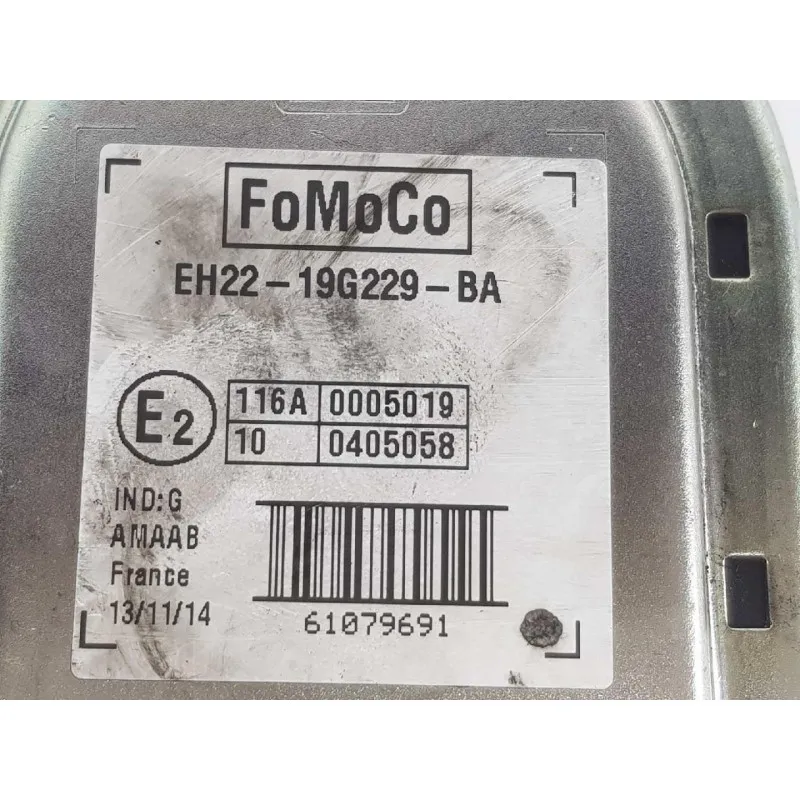 FoMoCo
EH22-19G229-BA
E2
116A 0005019
10 0405058
IND:G
AMAAB
France
13/11/14
61079691